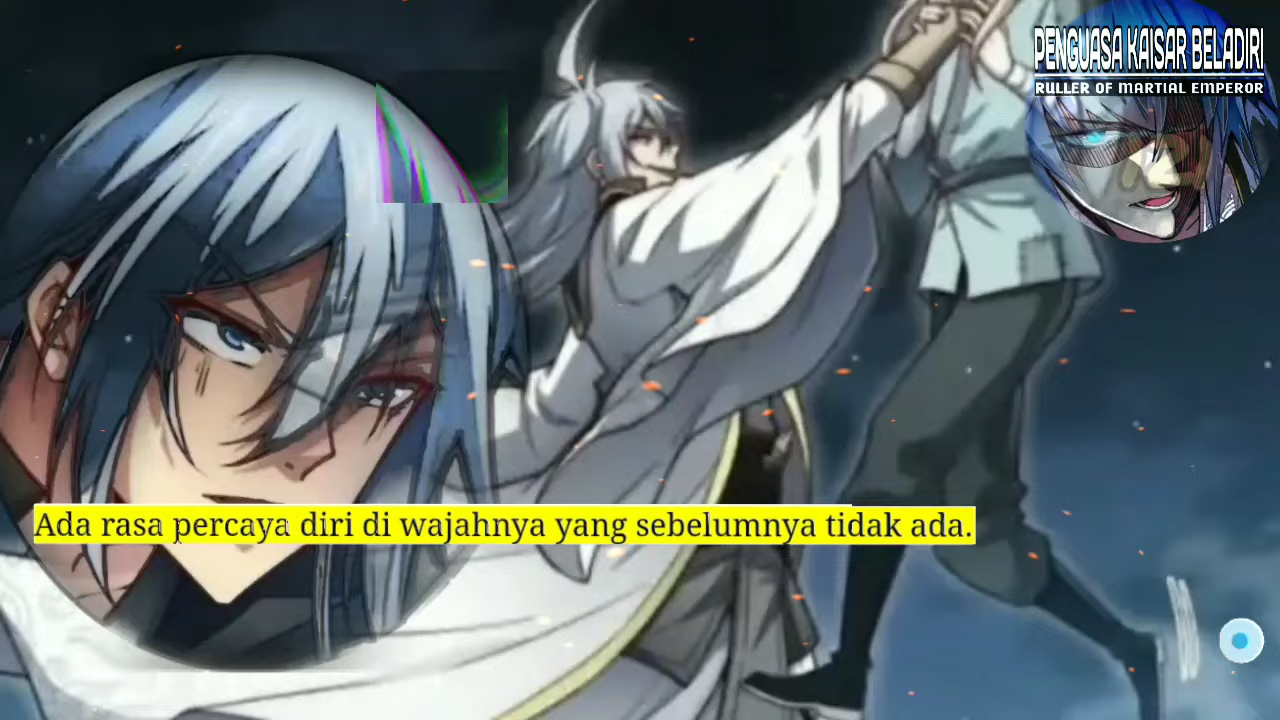 PENGUASA KAISAR BELADIRI
RULLER OF MARTIAL EMPEROR
Ada rasa percaya diri di wajahnya yang sebelumnya tidak ada.